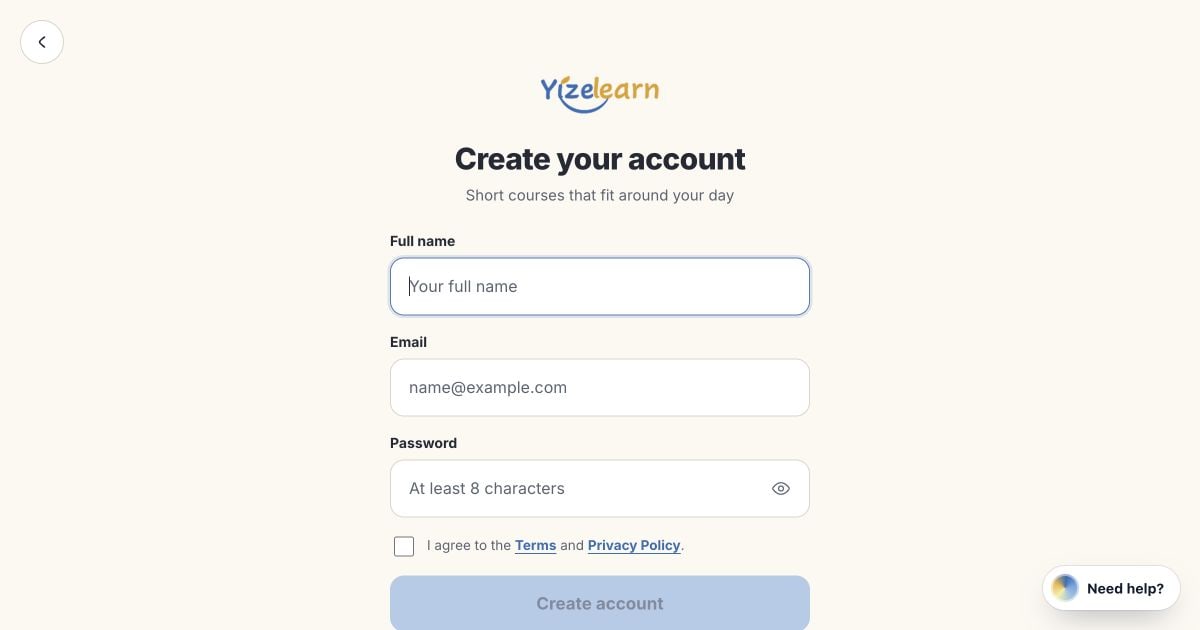 Yizelearn
Create your account
Short courses that fit around your day
Full name
Your full name
Email
name@example.com
Password
At least 8 characters
I agree to the Terms and Privacy Policy.
Create account
Need help?